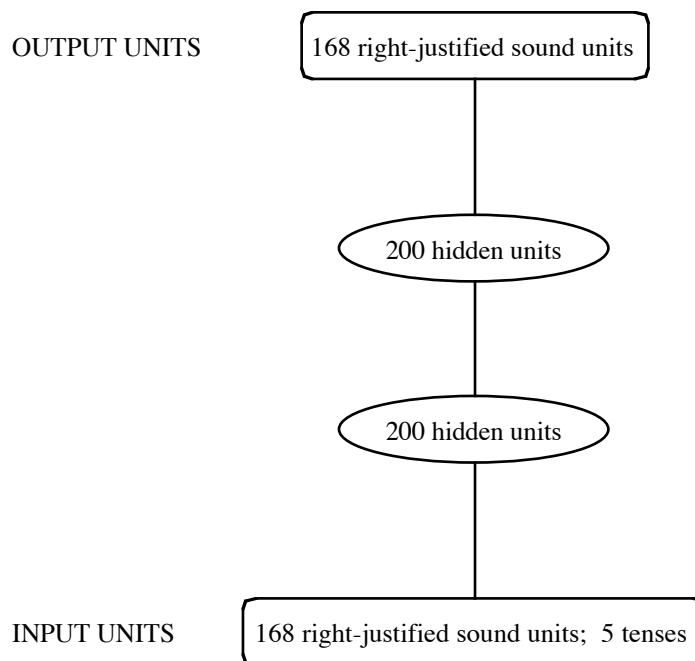 OUTPUT UNITS
168 right-justified sound units
200 hidden units
200 hidden units
INPUT UNITS
168 right-justified sound units;  5 tenses